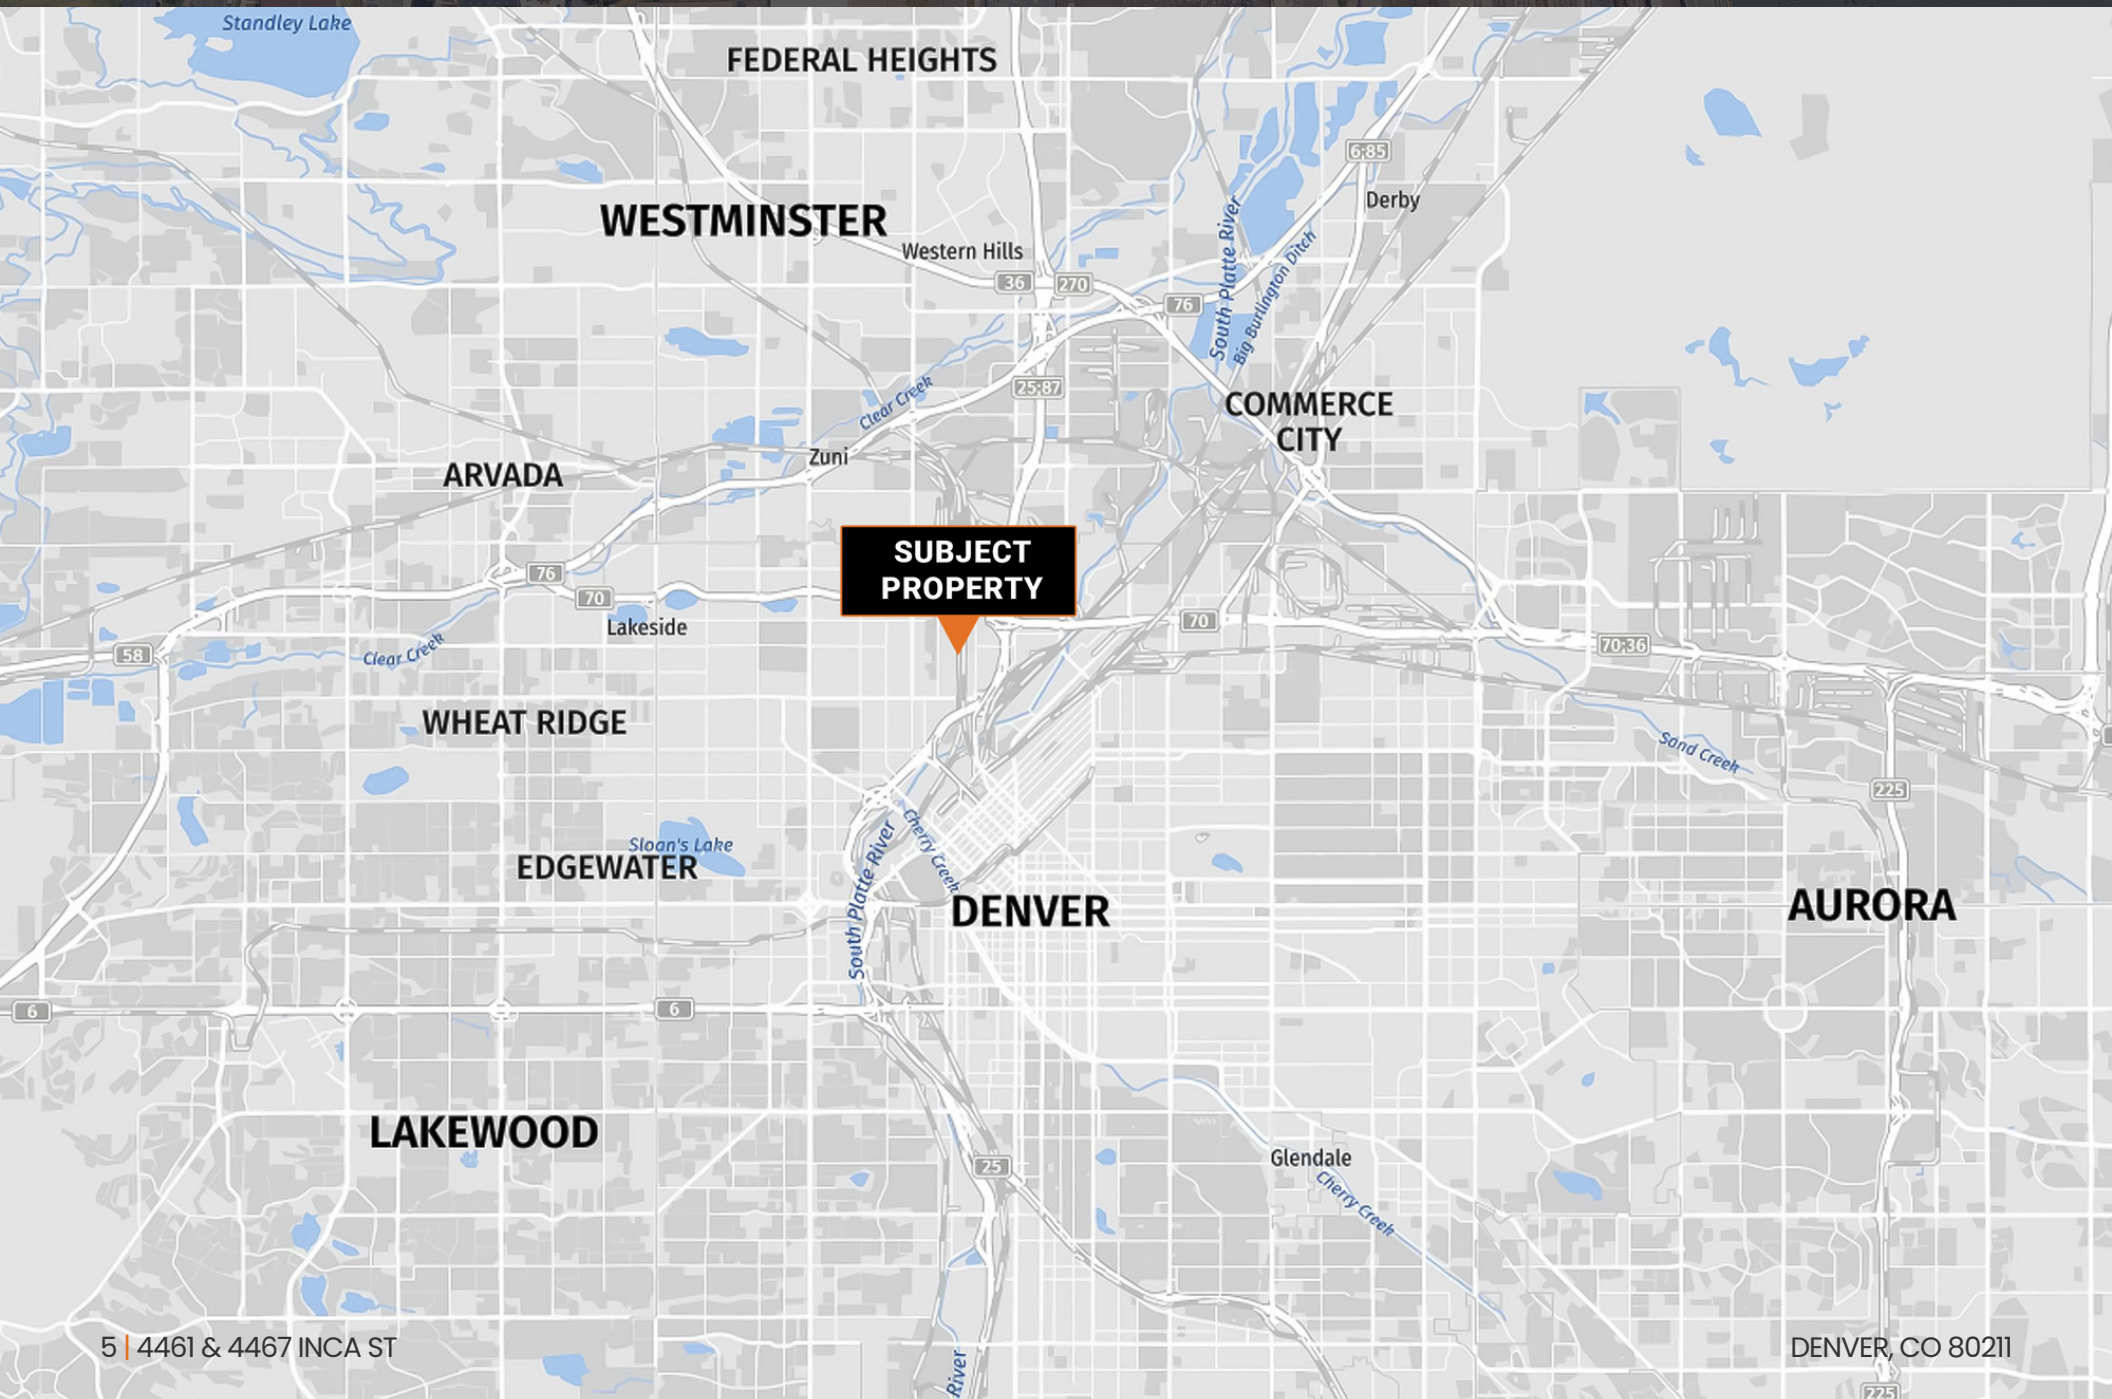 Standley Lake
FEDERAL HEIGHTS
6;85
Derby
WESTMINSTER
South Platte River
Western Hills
Big Burlington Ditch
36
270
76
25;87
Clear Creek
COMMERCE
CITY
Zuni
ARVADA
SUBJECT
PROPERTY
76
70
Lakeside
70
70;36
58
Clear Creek
WHEAT RIDGE
Sand Creek
225
Sloan's Lake
Cherry Creek
EDGEWATER
South Platte River
DENVER
AURORA
6
6
LAKEWOOD
25
Glendale
Cherry Creek
5 | 4461 & 4467 INCA ST
River
DENVER, CO 80211
225